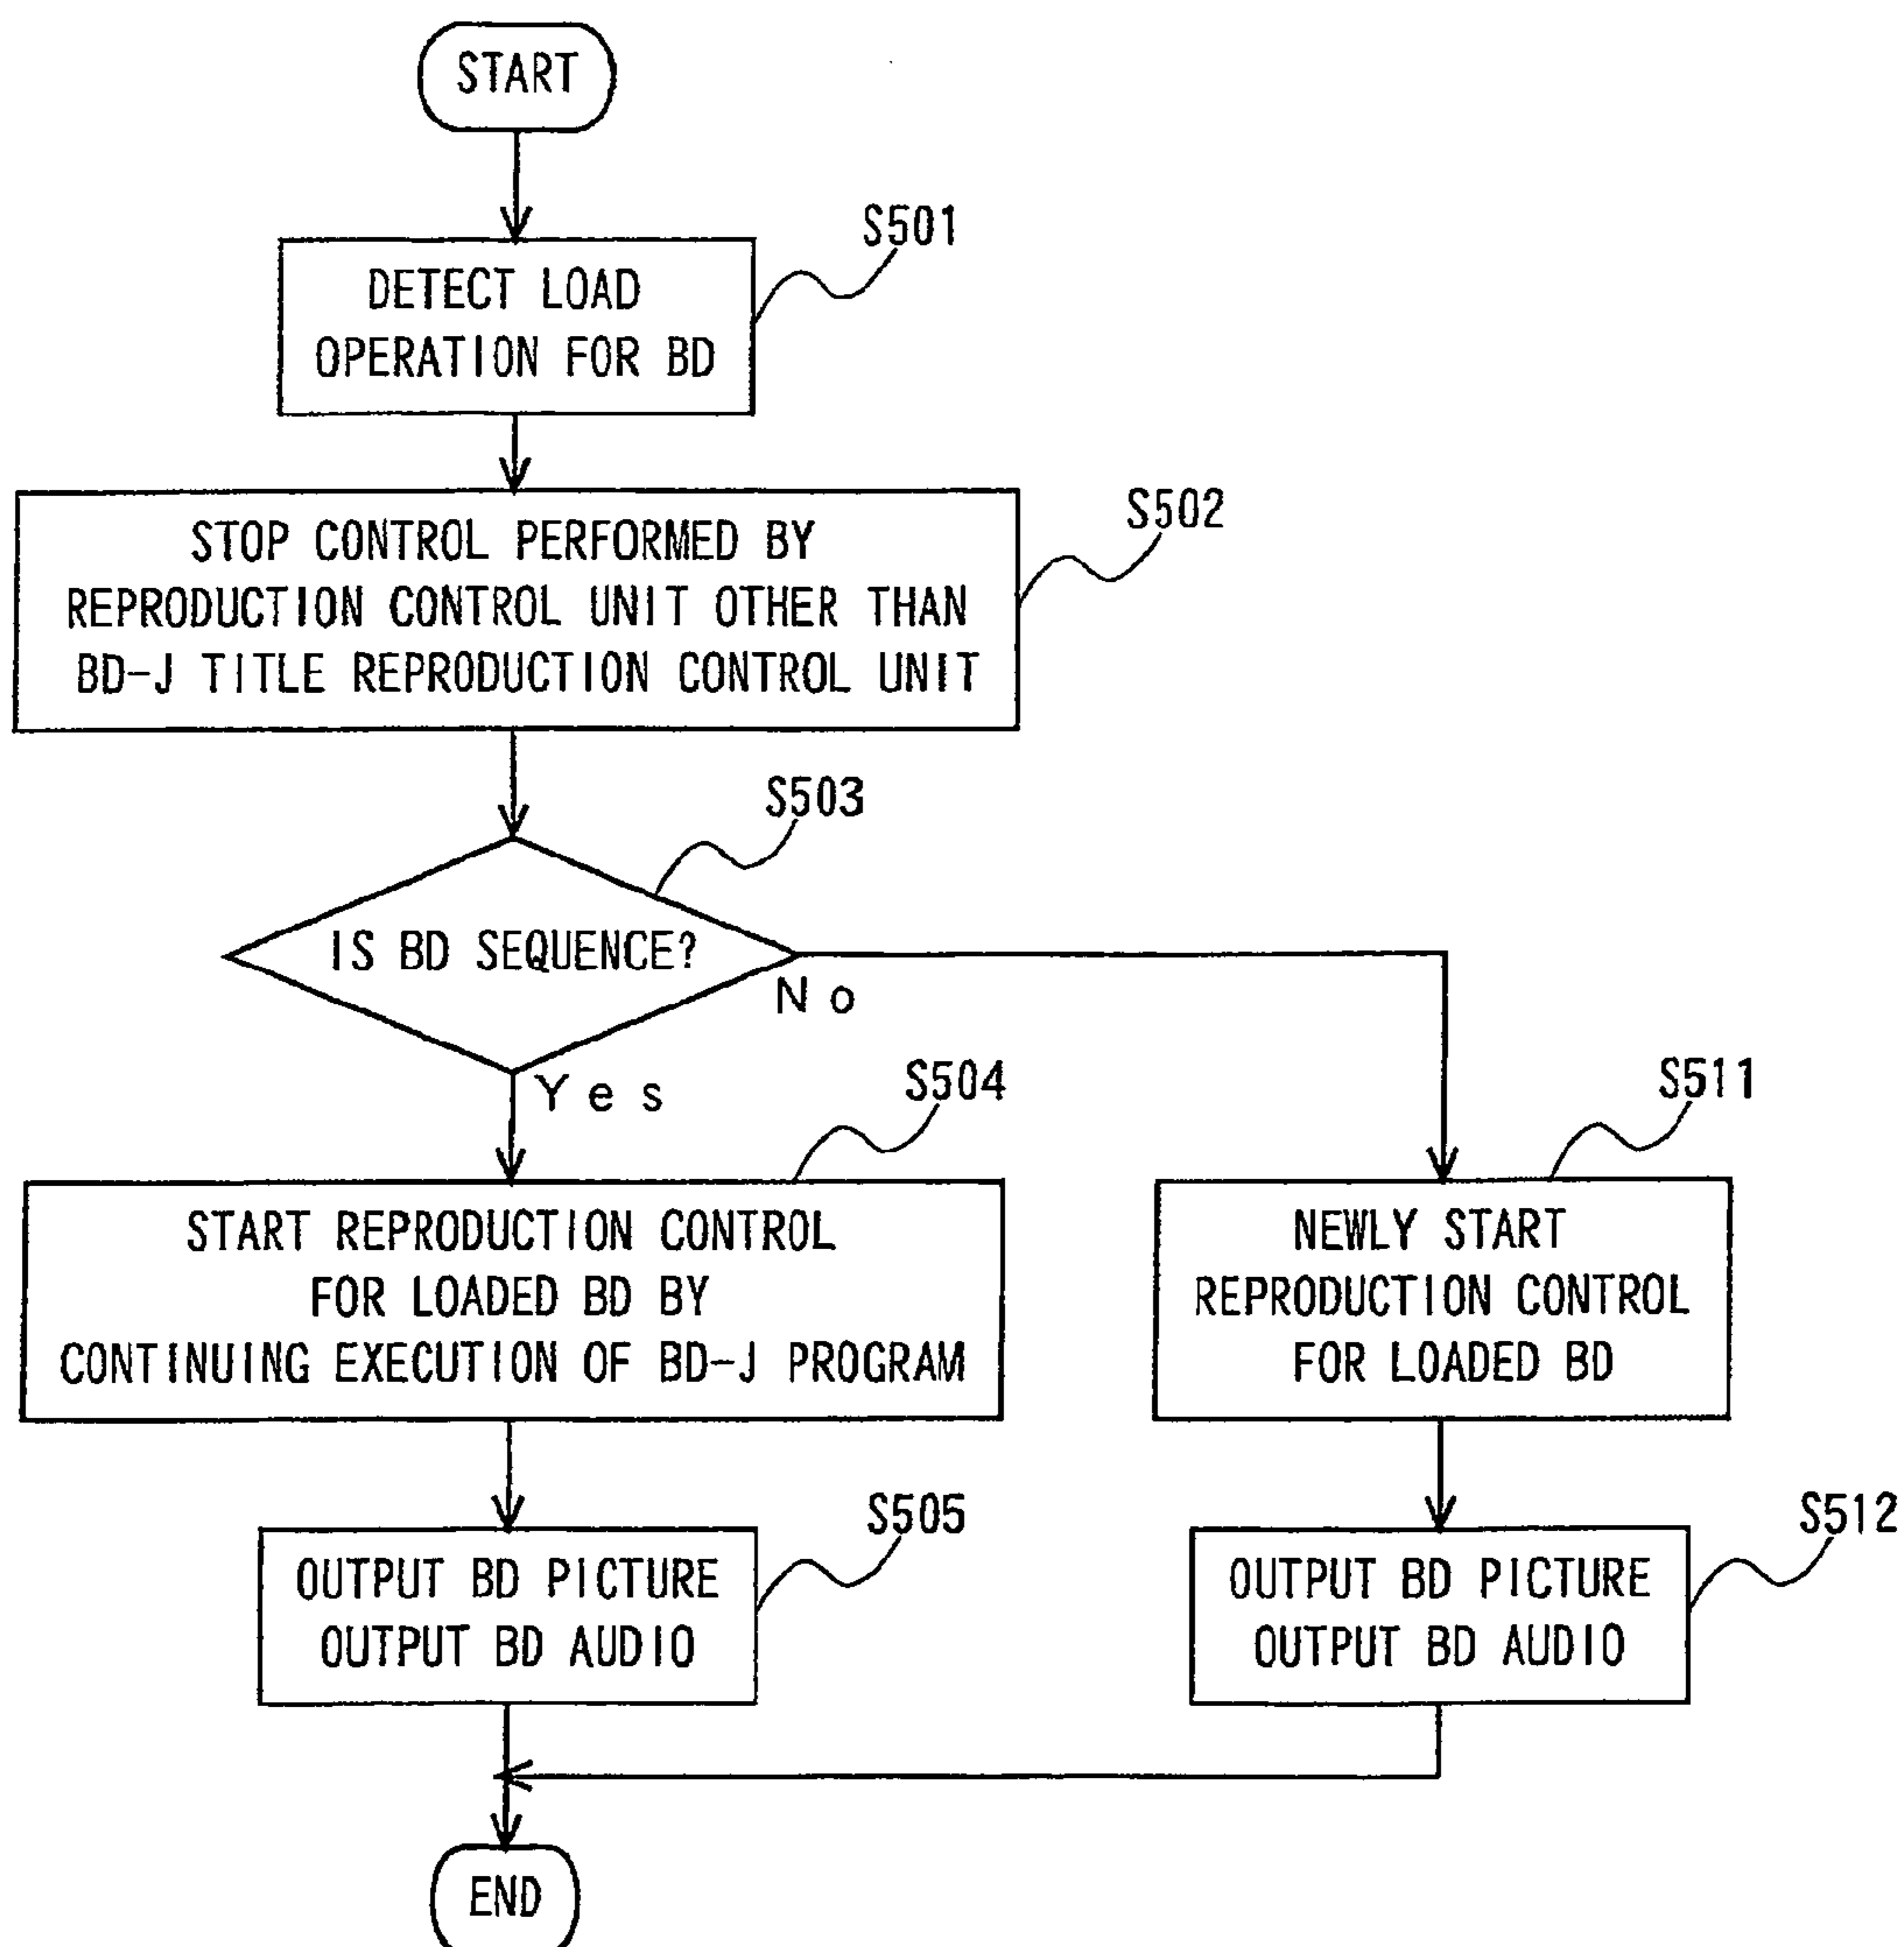 START
S501
DETECT LOAD
OPERATION FOR BD
S502
STOP CONTROL PERFORMED BY
REPRODUCTION CONTROL UNIT OTHER THAN
BD-J TITLE REPRODUCTION CONTROL UNIT
S503
IS BD SEQUENCE?
No
Yes
S504
START REPRODUCTION CONTROL
FOR LOADED BD BY
CONTINUING EXECUTION OF BD-J PROGRAM
S511
NEWLY START
REPRODUCTION CONTROL
FOR LOADED BD
S505
OUTPUT BD PICTURE
OUTPUT BD AUDIO
S512
OUTPUT BD PICTURE
OUTPUT BD AUDIO
END